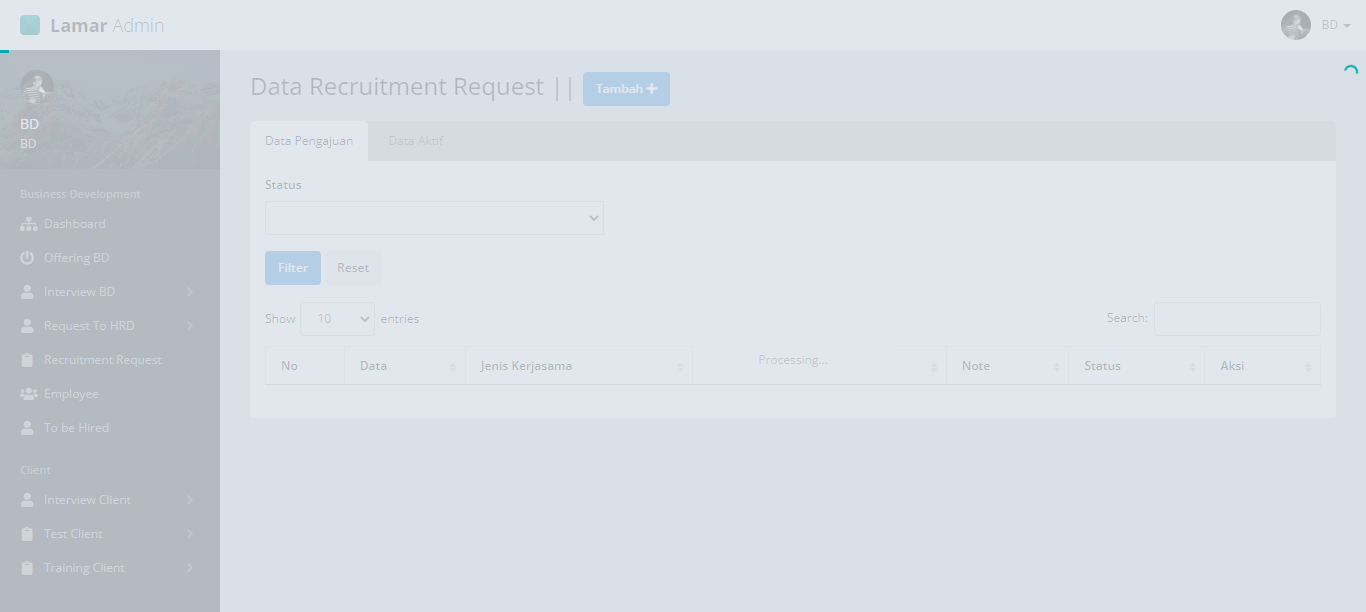 Lamar Admin
BD
BD
BD
Business Development
Dashboard
Offering BD
Interview BD
Request To HRD
Recruitment Request
Employee
To be Hired
Client
Interview Client
Test Client
Training Client
Data Recruitment Request || Tambah +
Data Pengajuan Data Aktif
Status
Filter Reset
Show 10 entries Search:
Processing...
No Data Jenis Kerjasama Note Status Aksi